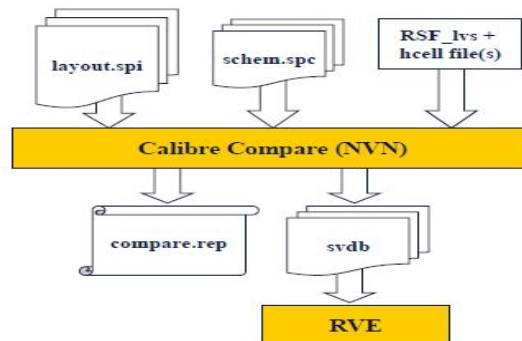 layout.spi
schem.spc
RSF_lvs +
hcell file(s)
Calibre Compare (NVN)
compare.rep
svdb
RVE